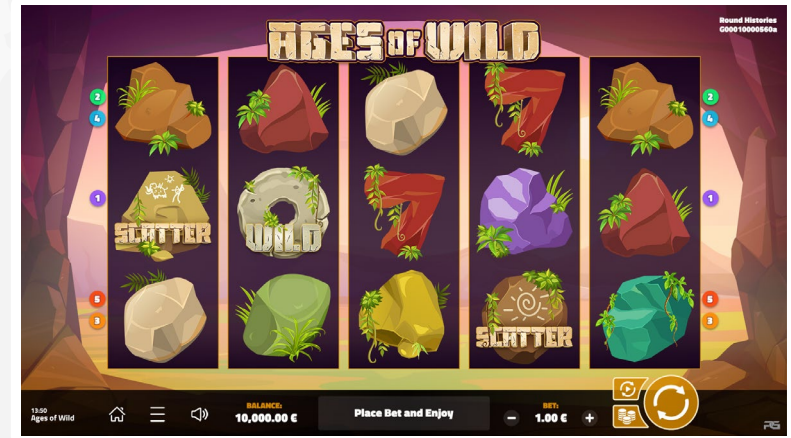 AGES OF WILD
Round Histories
G00010000560a
2
2
4
4
SCATTER
WILD
1
1
5
5
3
3
SCATTER
13:50
Ages of Wild
BALANCE:
10,000.00 €
Place Bet and Enjoy
BET:
1.00 €